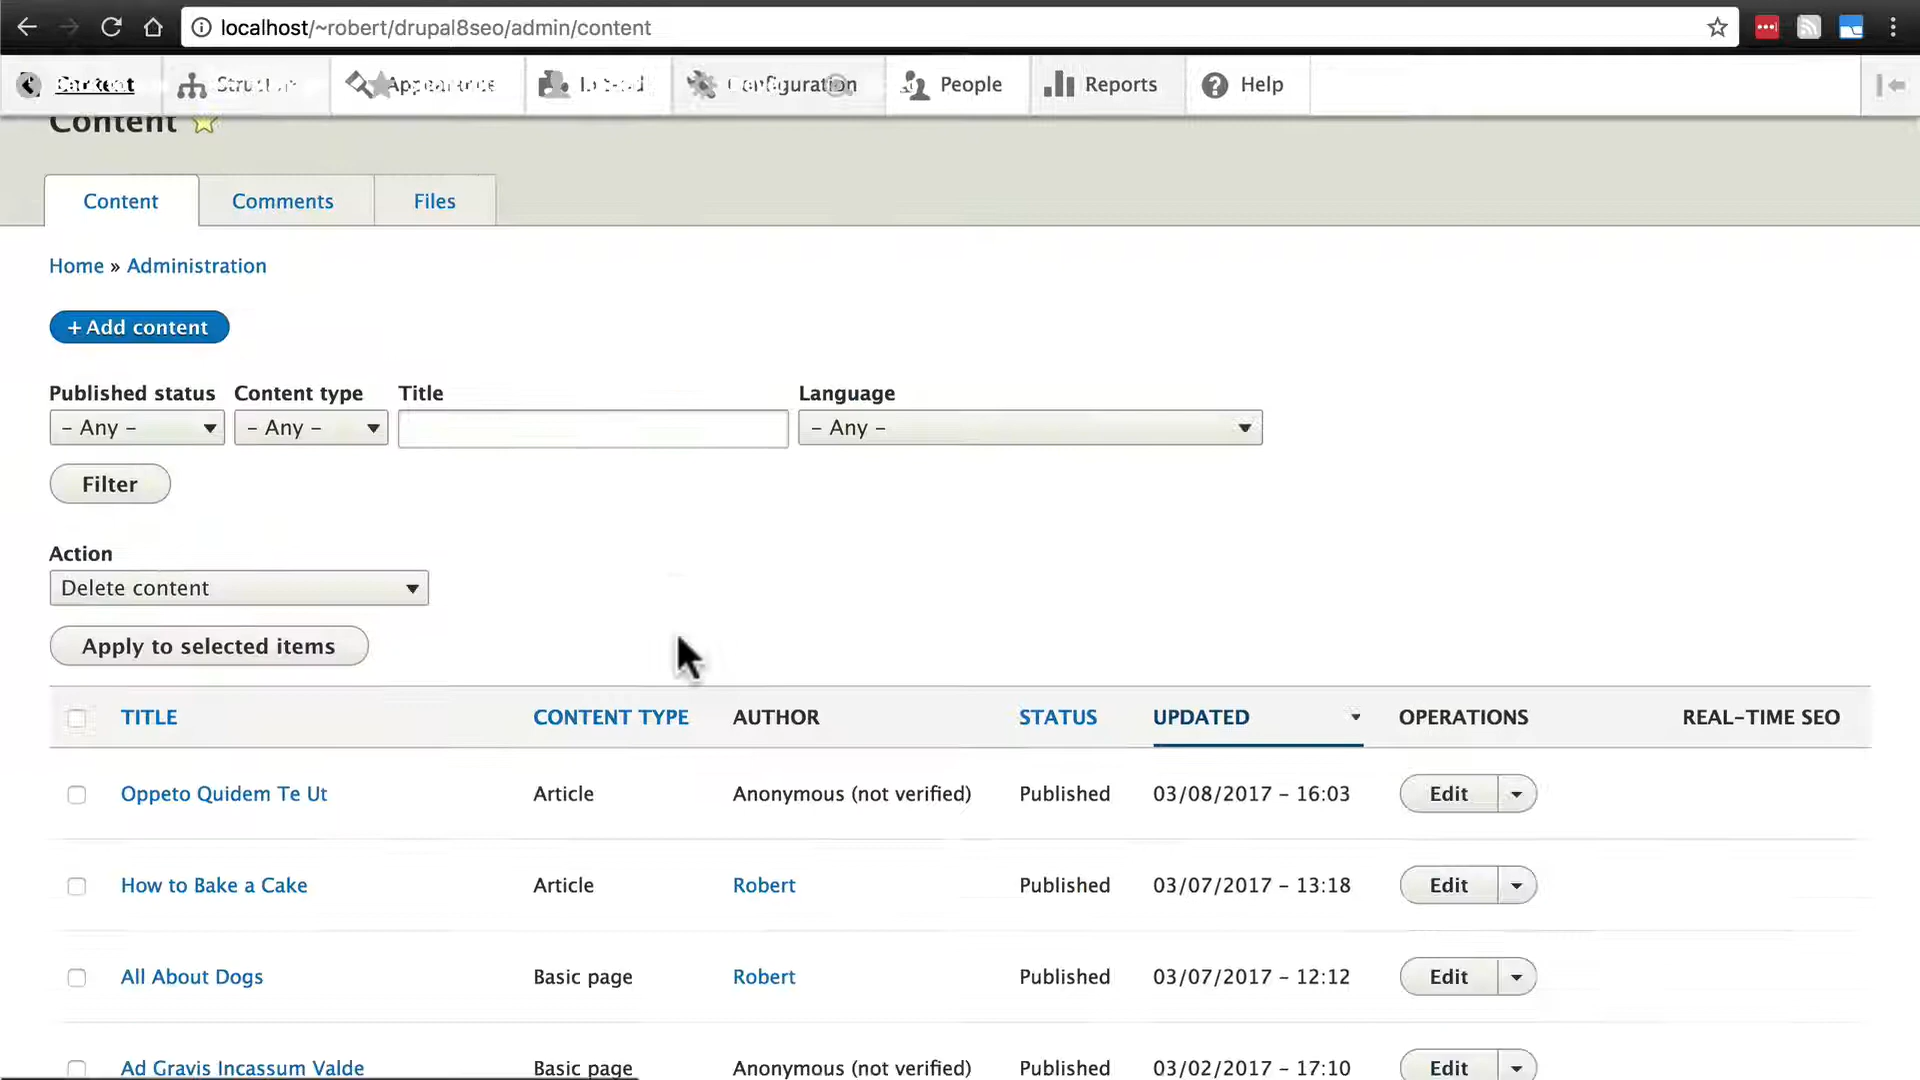 localhost/~robert/drupal8seo/admin/content
People Reports Help
Content
Content Comments Files
Home » Administration
+ Add content
Published status Content type Title Language
- Any - - Any - - Any -
Filter
Action
Delete content
Apply to selected items
TITLE CONTENT TYPE AUTHOR STATUS UPDATED OPERATIONS REAL-TIME SEO
Oppeto Quidem Te Ut Article Anonymous (not verified) Published 03/08/2017 - 16:03 Edit
How to Bake a Cake Article Robert Published 03/07/2017 - 13:18 Edit
All About Dogs Basic page Robert Published 03/07/2017 - 12:12 Edit
Ad Gravis Incassum Valde Basic page Anonymous (not verified) Published 03/02/2017 - 17:10 Edit